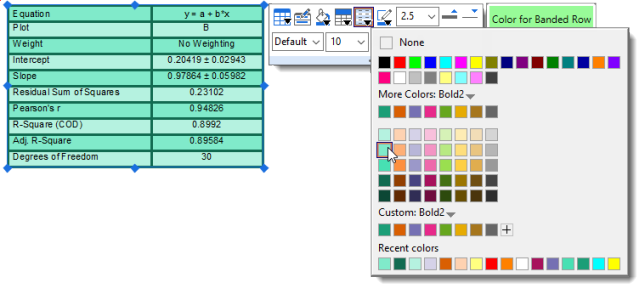 Equation y = a + b*x
Plot B
Weight No Weighting
Intercept 0.20419 ± 0.02943
Slope 0.97864 ± 0.05982
Residual Sum of Squares 0.23102
Pearson's r 0.94826
R-Square (COD) 0.8992
Adj. R-Square 0.89584
Degrees of Freedom 30
2.5
Default 10
Color for Banded Row
None
More Colors: Bold2
Custom: Bold2
+
Recent colors